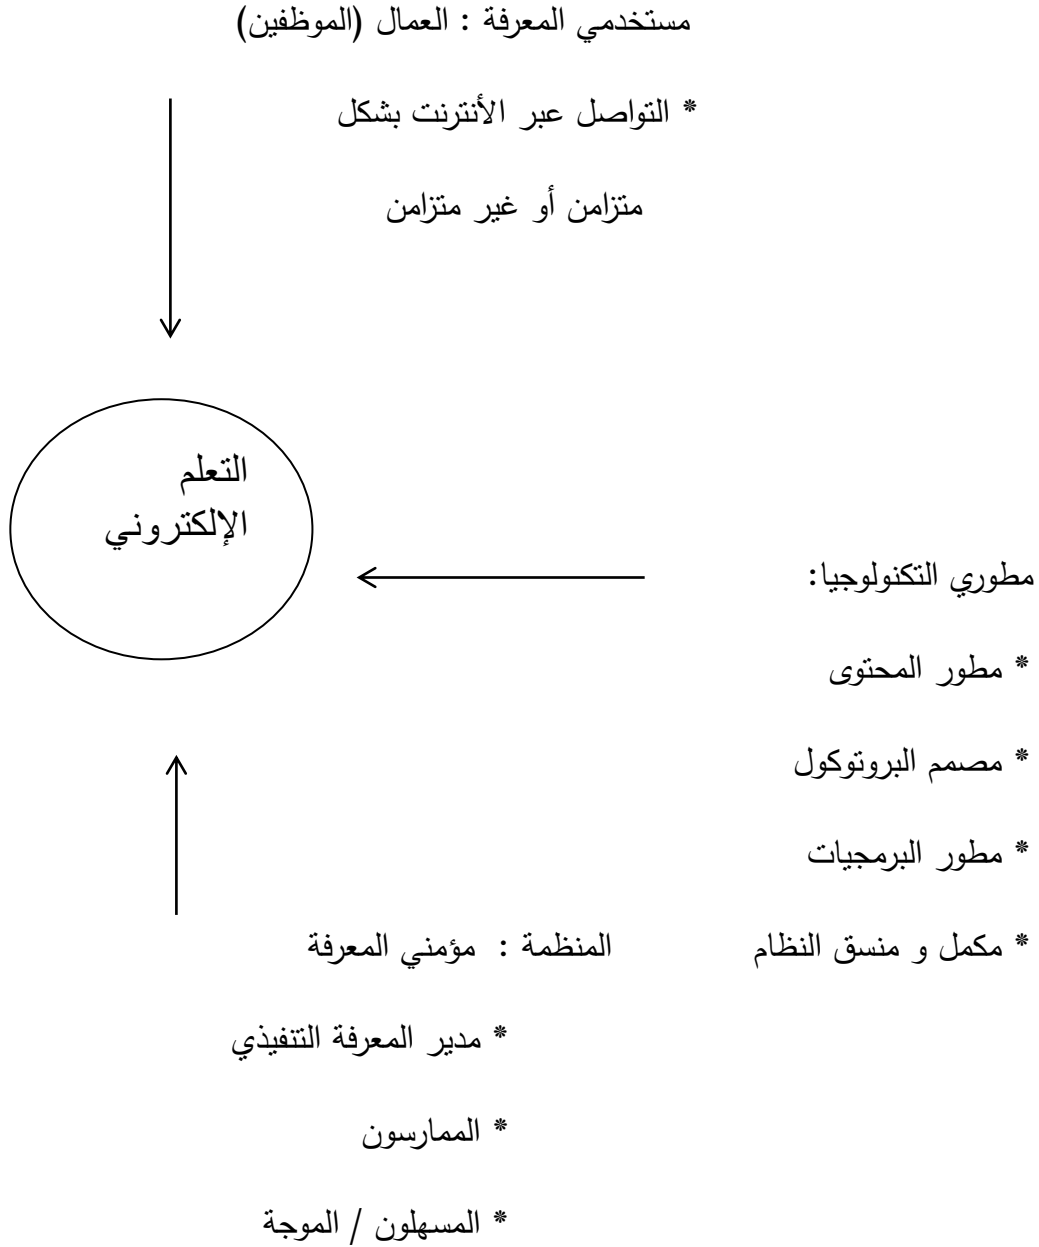 مستخدمي المعرفة : العمال (الموظفين)
* التواصل عبر الأنترنت بشكل
متزامن أو غير متزامن
التعلم
الإلكتروني
مطوري التكنولوجيا:
* مطور المحتوى
* مصمم البروتوكول
* مطور البرمجيات
* مكمل و منسق النظام
المنظمة : مؤمني المعرفة
* مدير المعرفة التنفيذي
* الممارسون
* المسهلون / الموجة